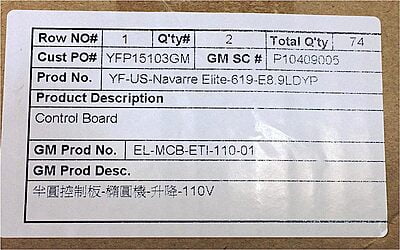 Row NO# 1 Q'ty# 2 Total Q'ty 74
Cust PO# YFP15103GM GM SC # P10409005
Prod No. YF-US-Navarre Elite-619-E8.9LDYP
Product Description
Control Board
GM Prod No. EL-MCB-ETI-110-01
GM Prod Desc.
半圓控制板-橢圓機-升降-110V